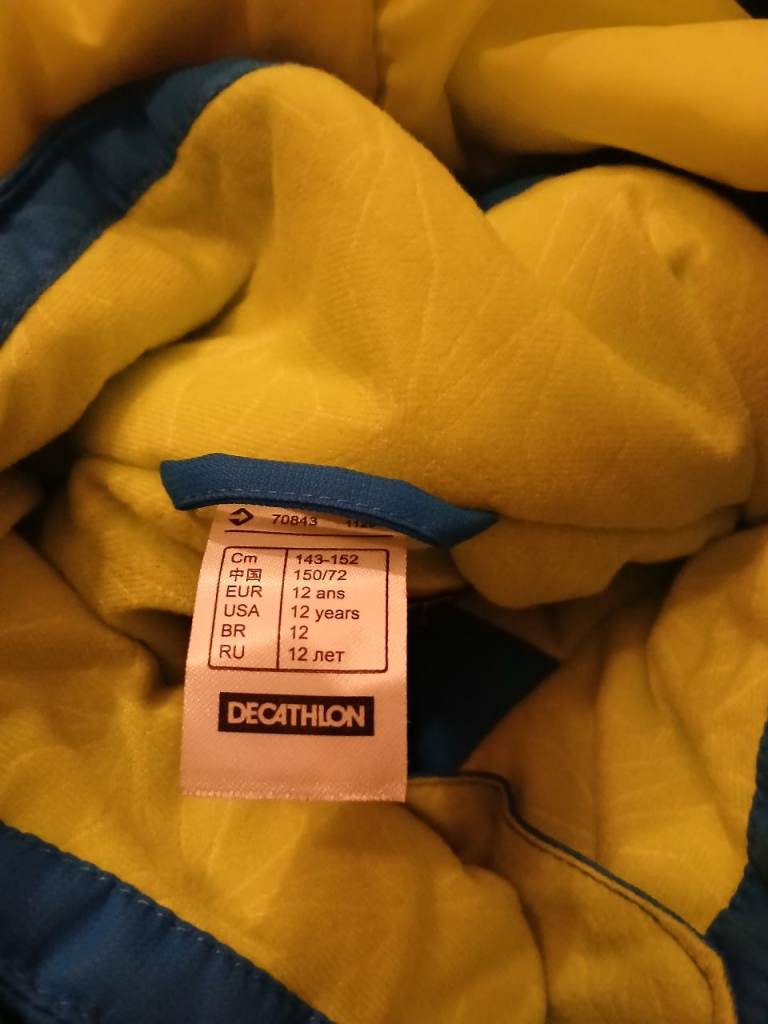 70843
Cm 143-152
中国 150/72
EUR 12 ans
USA 12 years
BR 12
RU 12 лет
DECATHLON